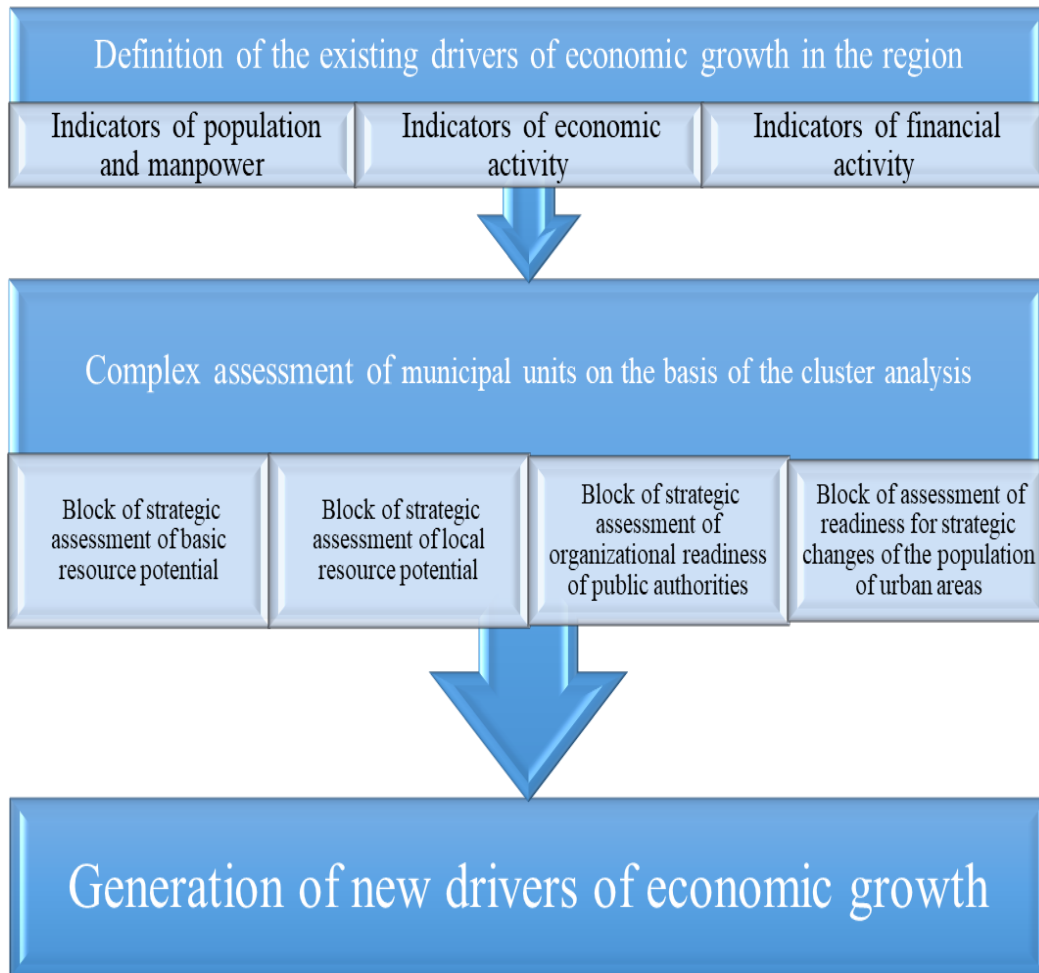 Definition of the existing drivers of economic growth in the region
Indicators of population
and manpower
Indicators of economic
activity
Indicators of financial
activity
Complex assessment of municipal units on the basis of the cluster analysis
Block of strategic
assessment of basic
resource potential
Block of strategic
assessment of local
resource potential
Block of strategic
assessment of
organizational readiness
of public authorities
Block of assessment of
readiness for strategic
changes of the population
of urban areas
Generation of new drivers of economic growth